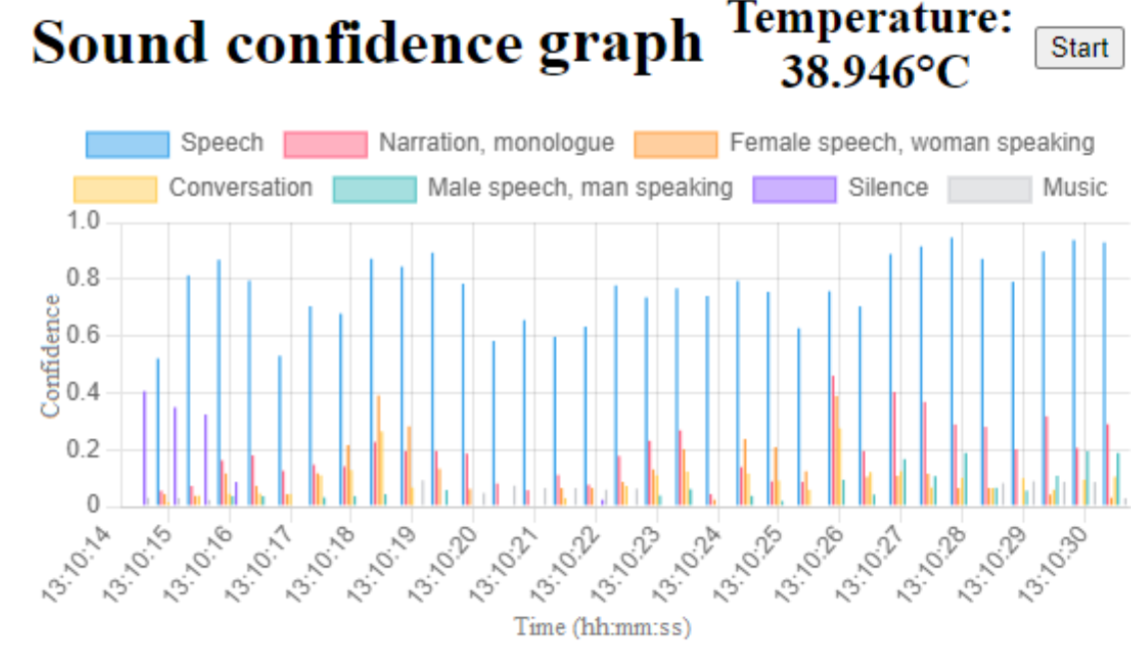 Sound confidence graph
Temperature:
38.946°C
Start
Speech Narration, monologue Female speech, woman speaking
Conversation Male speech, man speaking Silence Music
Confidence
1.0
0.8
0.6
0.4
0.2
0
13:10:14 13:10:15 13:10:16 13:10:17 13:10:18 13:10:19 13:10:20 13:10:21 13:10:22 13:10:23 13:10:24 13:10:25 13:10:26 13:10:27 13:10:28 13:10:29 13:10:30
Time (hh:mm:ss)